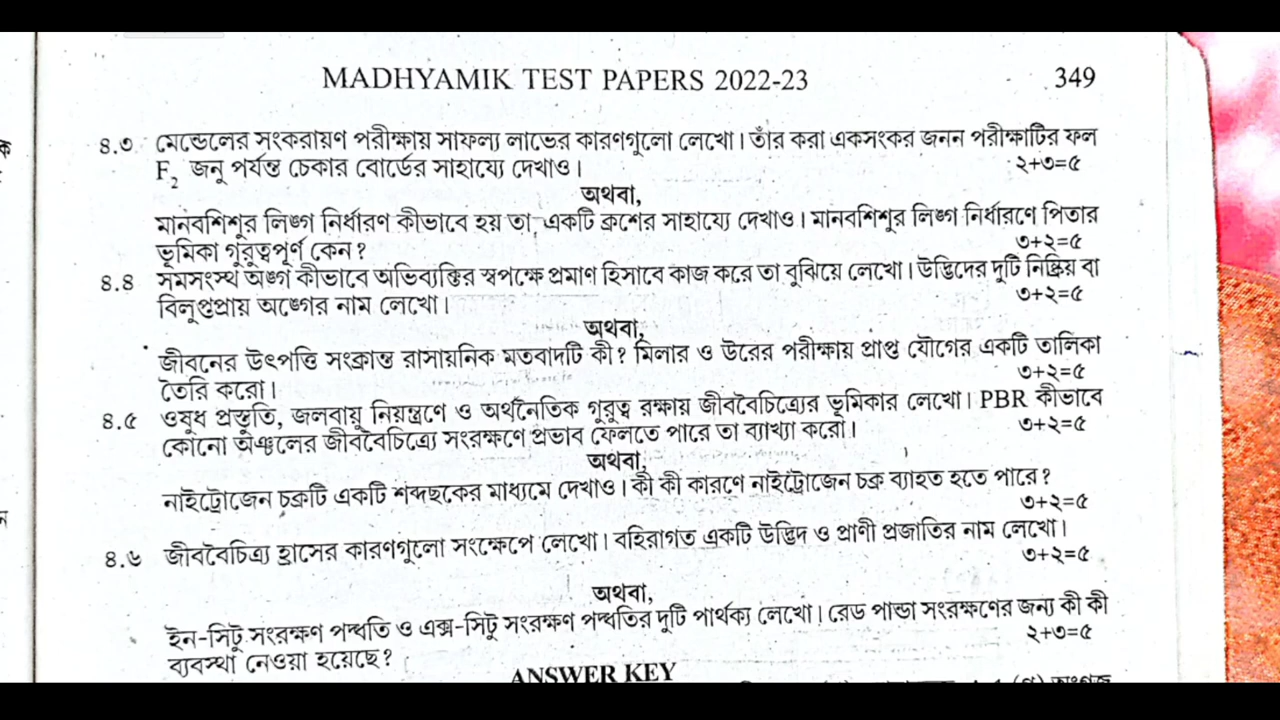 MADHYAMIK TEST PAPERS 2022-23 349
৪.৩ মেন্ডেলের সংকরায়ণ পরীক্ষায় সাফল্য লাভের কারণগুলো লেখো। তাঁর করা একসংকর জনন পরীক্ষাটির ফল
F₂ জনু পর্যন্ত চেকার বোর্ডের সাহায্যে দেখাও। ২+৩=৫
অথবা,
মানবশিশুর লিঙ্গ নির্ধারণ কীভাবে হয় তা একটি ক্রশের সাহায্যে দেখাও। মানবশিশুর লিঙ্গ নির্ধারণে পিতার
ভূমিকা গুরুত্বপূর্ণ কেন? ৩+২=৫
৪.৪ সমসংস্থ অঙ্গ কীভাবে অভিব্যক্তির স্বপক্ষে প্রমাণ হিসাবে কাজ করে তা বুঝিয়ে লেখো। উদ্ভিদের দুটি নিষ্ক্রিয় বা
বিলুপ্তপ্রায় অঙ্গের নাম লেখো। ৩+২=৫
অথবা,
জীবনের উৎপত্তি সংক্রান্ত রাসায়নিক মতবাদটি কী? মিলার ও উরের পরীক্ষায় প্রাপ্ত যৌগের একটি তালিকা
তৈরি করো। ৩+২=৫
৪.৫ ওষুধ প্রস্তুতি, জলবায়ু নিয়ন্ত্রণে ও অর্থনৈতিক গুরুত্ব রক্ষায় জীববৈচিত্র্যের ভূমিকার লেখো। PBR কীভাবে
কোনো অঞ্চলের জীববৈচিত্র্যে সংরক্ষণে প্রভাব ফেলতে পারে তা ব্যাখ্যা করো। ৩+২=৫
অথবা,
নাইট্রোজেন চক্রটি একটি শব্দছকের মাধ্যমে দেখাও। কী কী কারণে নাইট্রোজেন চক্র ব্যাহত হতে পারে?
৩+২=৫
৪.৬ জীববৈচিত্র্য হ্রাসের কারণগুলো সংক্ষেপে লেখো। বহিরাগত একটি উদ্ভিদ ও প্রাণী প্রজাতির নাম লেখো।
৩+২=৫
অথবা,
ইন-সিটু সংরক্ষণ পদ্ধতি ও এক্স-সিটু সংরক্ষণ পদ্ধতির দুটি পার্থক্য লেখো। রেড পান্ডা সংরক্ষণের জন্য কী কী
ব্যবস্থা নেওয়া হয়েছে? ২+৩=৫
ANSWER KEY